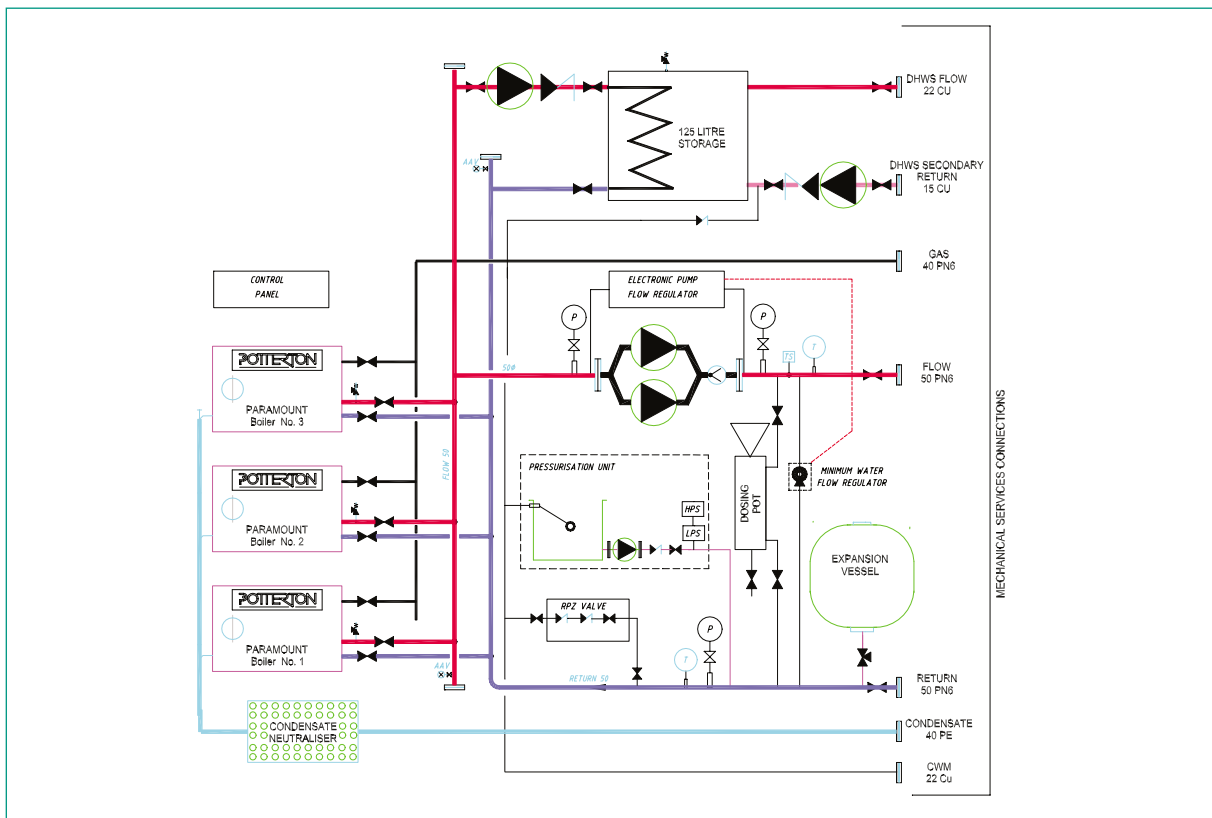 DHWS FLOW
22 CU
125 LITRE
STORAGE
AAV
DHWS SECONDARY
RETURN
15 CU
GAS
40 PN6
CONTROL
PANEL
ELECTRONIC PUMP
FLOW REGULATOR
P
P
TS
T
50Ø
FLOW
50 PN6
POTTERTON
PARAMOUNT
Boiler No. 3
FLOW 50
PRESSURISATION UNIT
HPS
LPS
DOSING
POT
MINIMUM WATER
FLOW REGULATOR
POTTERTON
PARAMOUNT
Boiler No. 2
EXPANSION
VESSEL
MECHANICAL SERVICES CONNECTIONS
POTTERTON
PARAMOUNT
Boiler No. 1
RPZ VALVE
P
T
AAV
RETURN 50
RETURN
50 PN6
CONDENSATE
NEUTRALISER
CONDENSATE
40 PE
CWM
22 Cu